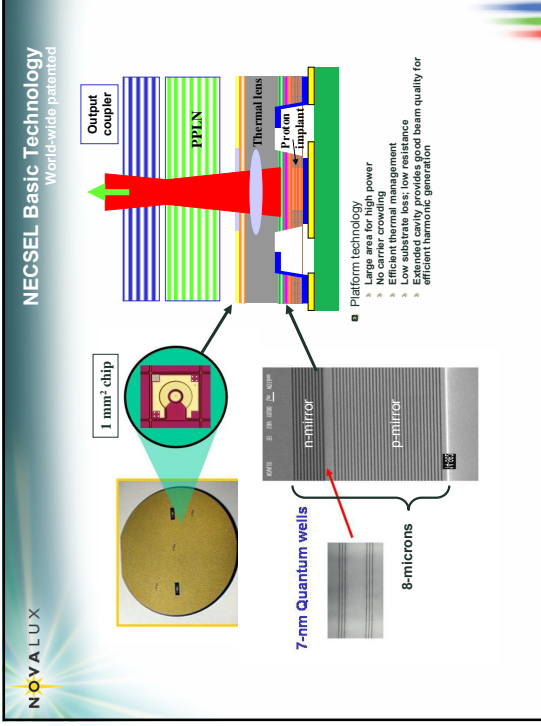 NOVALUX
NECSEL Basic Technology
World-wide patented
1 mm² chip
Output
coupler
PPLN
Thermal lens
Proton
implant
n-mirror
p-mirror
7-nm Quantum wells
8-microns
Platform technology
» Large area for high power
» No carrier crowding
» Efficient thermal management
» Low substrate loss; low resistance
» Extended cavity provides good beam quality for
efficient harmonic generation